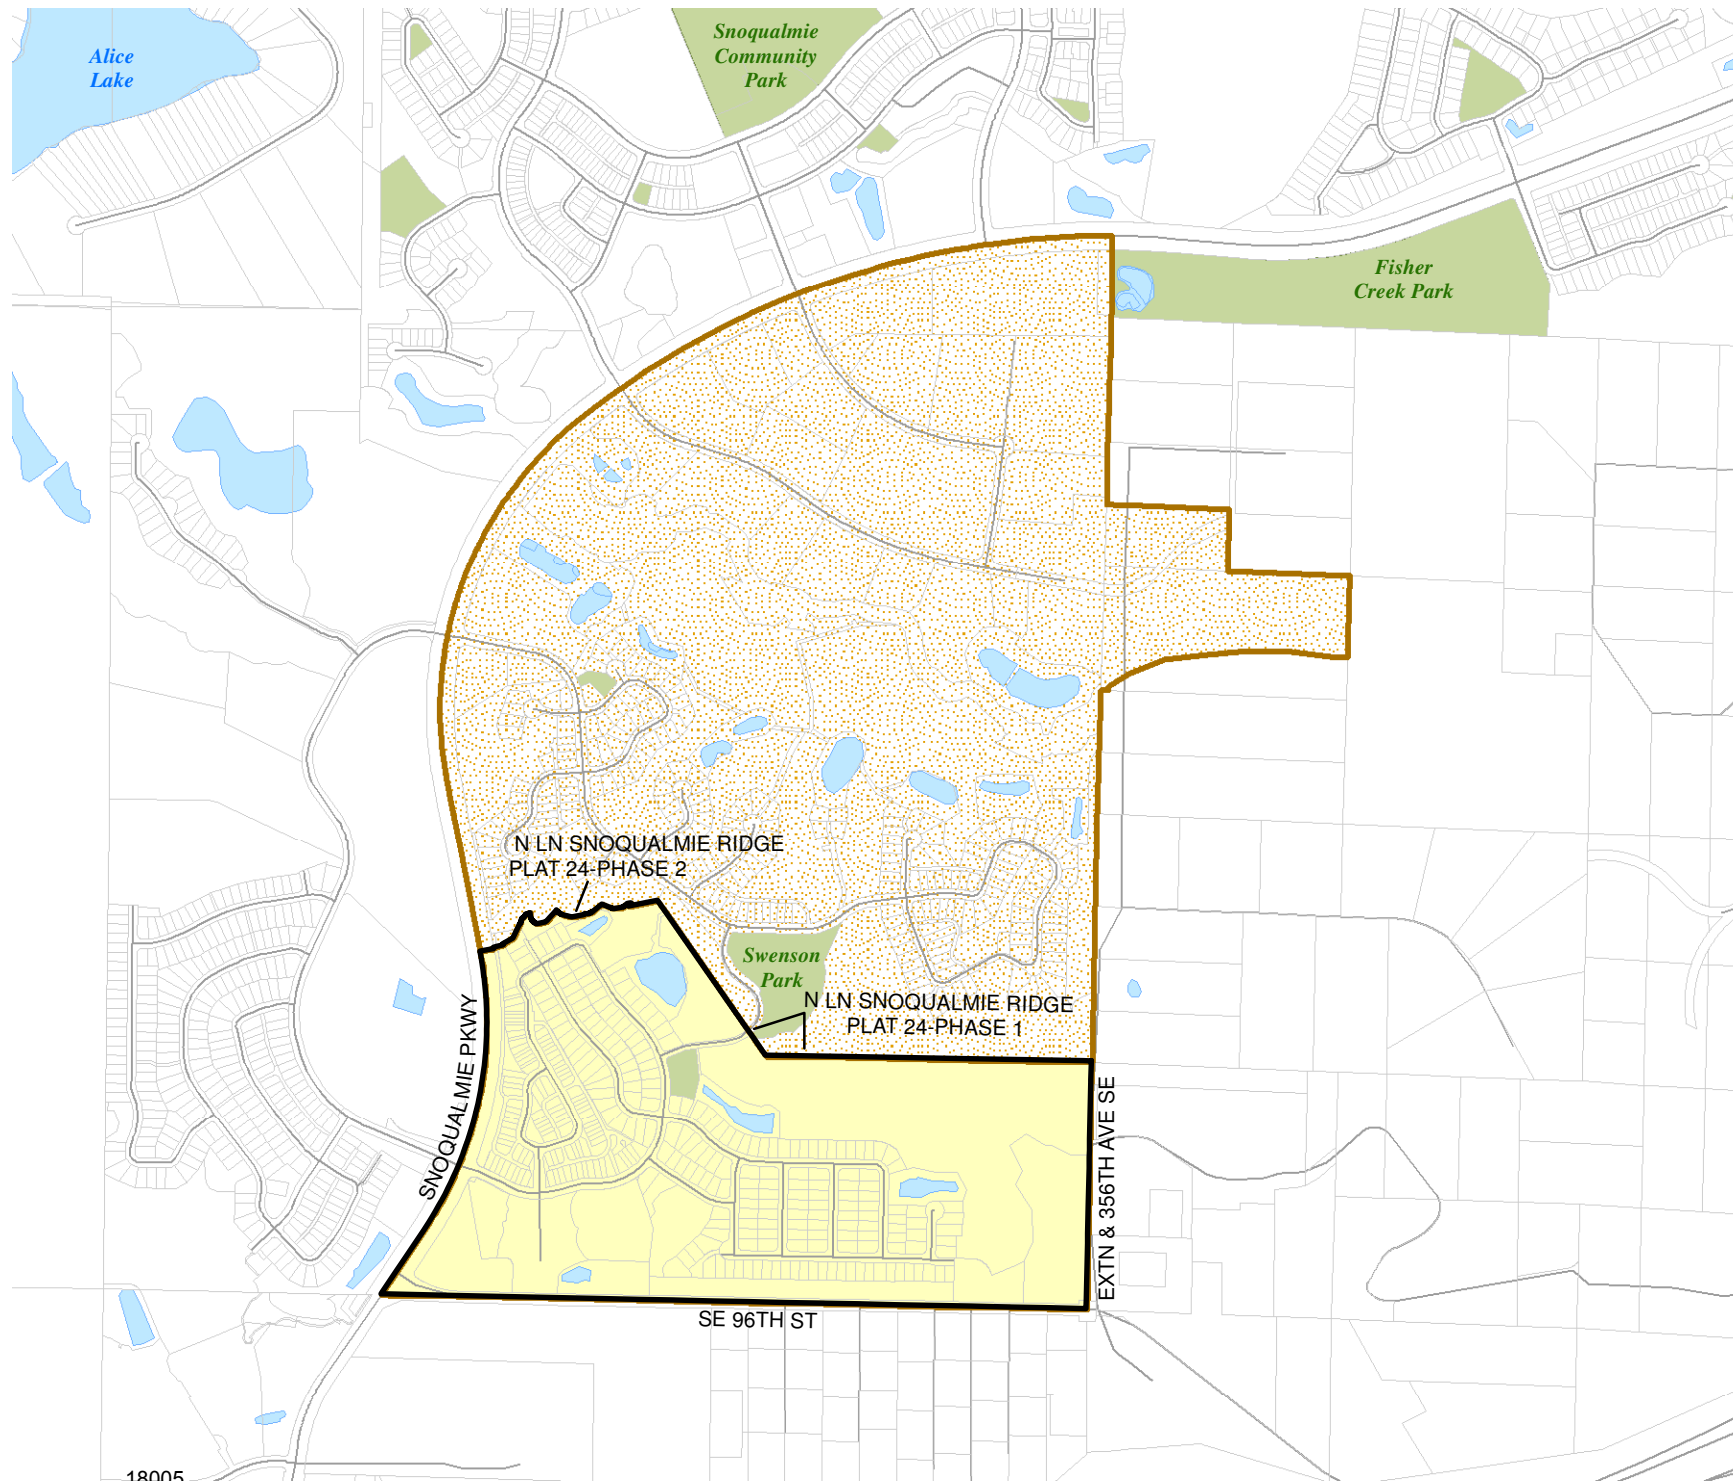 Alice
Lake
Snoqualmie
Community
Park
Fisher
Creek Park
N LN SNOQUALMIE RIDGE
PLAT 24-PHASE 2
Swenson
Park
N LN SNOQUALMIE RIDGE
PLAT 24-PHASE 1
SNOQUALMIE PKWY
EXTN & 356TH AVE SE
SE 96TH ST
18005